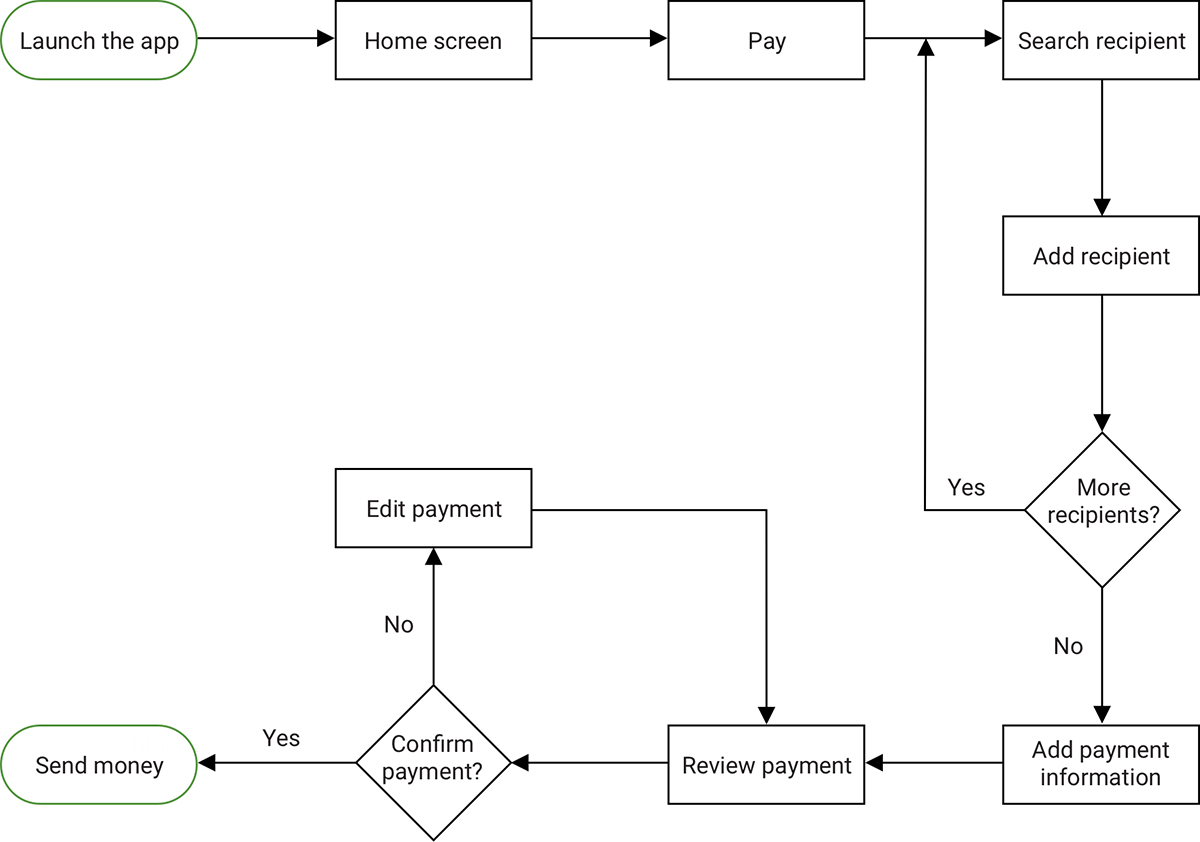 Launch the app
Home screen
Pay
Search recipient
Add recipient
Yes
More
recipients?
Edit payment
No
No
Yes
Send money
Confirm
payment?
Review payment
Add payment
information